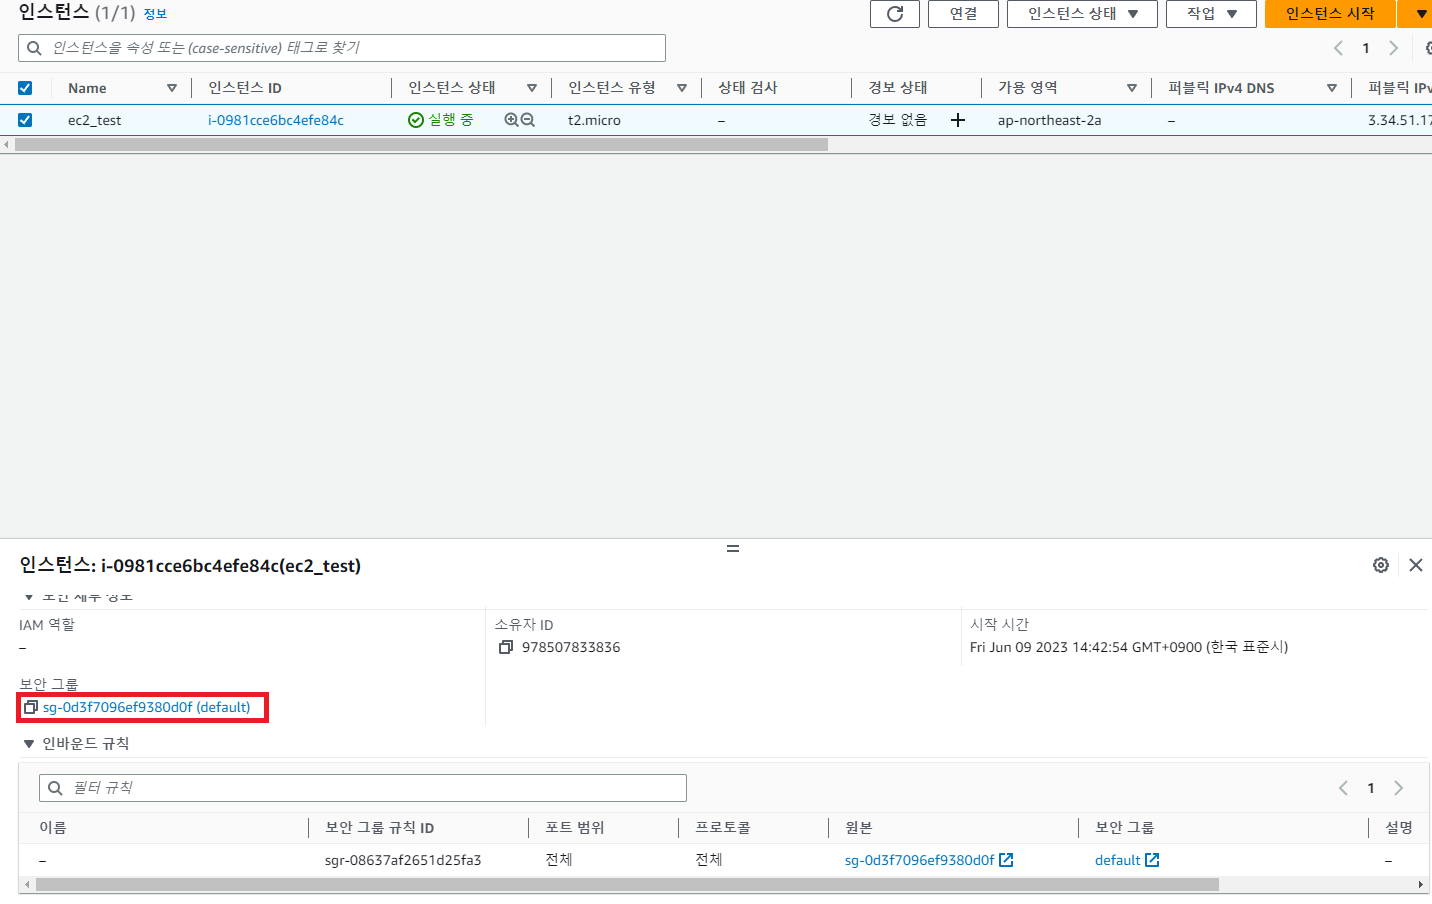 인스턴스 (1/1) 정보
연결 인스턴스 상태 작업 인스턴스 시작
인스턴스을 속성 또는 (case-sensitive) 태그로 찾기
1
Name 인스턴스 ID 인스턴스 상태 인스턴스 유형 상태 검사 경보 상태 가용 영역 퍼블릭 IPv4 DNS 퍼블릭
ec2_test i-0981cce6bc4efe84c 실행 중 t2.micro – 경보 없음 + ap-northeast-2a –
인스턴스: i-0981cce6bc4efe84c(ec2_test)
IAM 역할 소유자 ID 시작 시간
– 978507833836 Fri Jun 09 2023 14:42:54 GMT+0900 (한국 표준시)
보안 그룹
sg-0d3f7096ef9380d0f (default)
인바운드 규칙
필터 규칙
1
이름 보안 그룹 규칙 ID 포트 범위 프로토콜 원본 보안 그룹 설명
– sgr-08637af2651d25fa3 전체 전체 sg-0d3f7096ef9380d0f default –